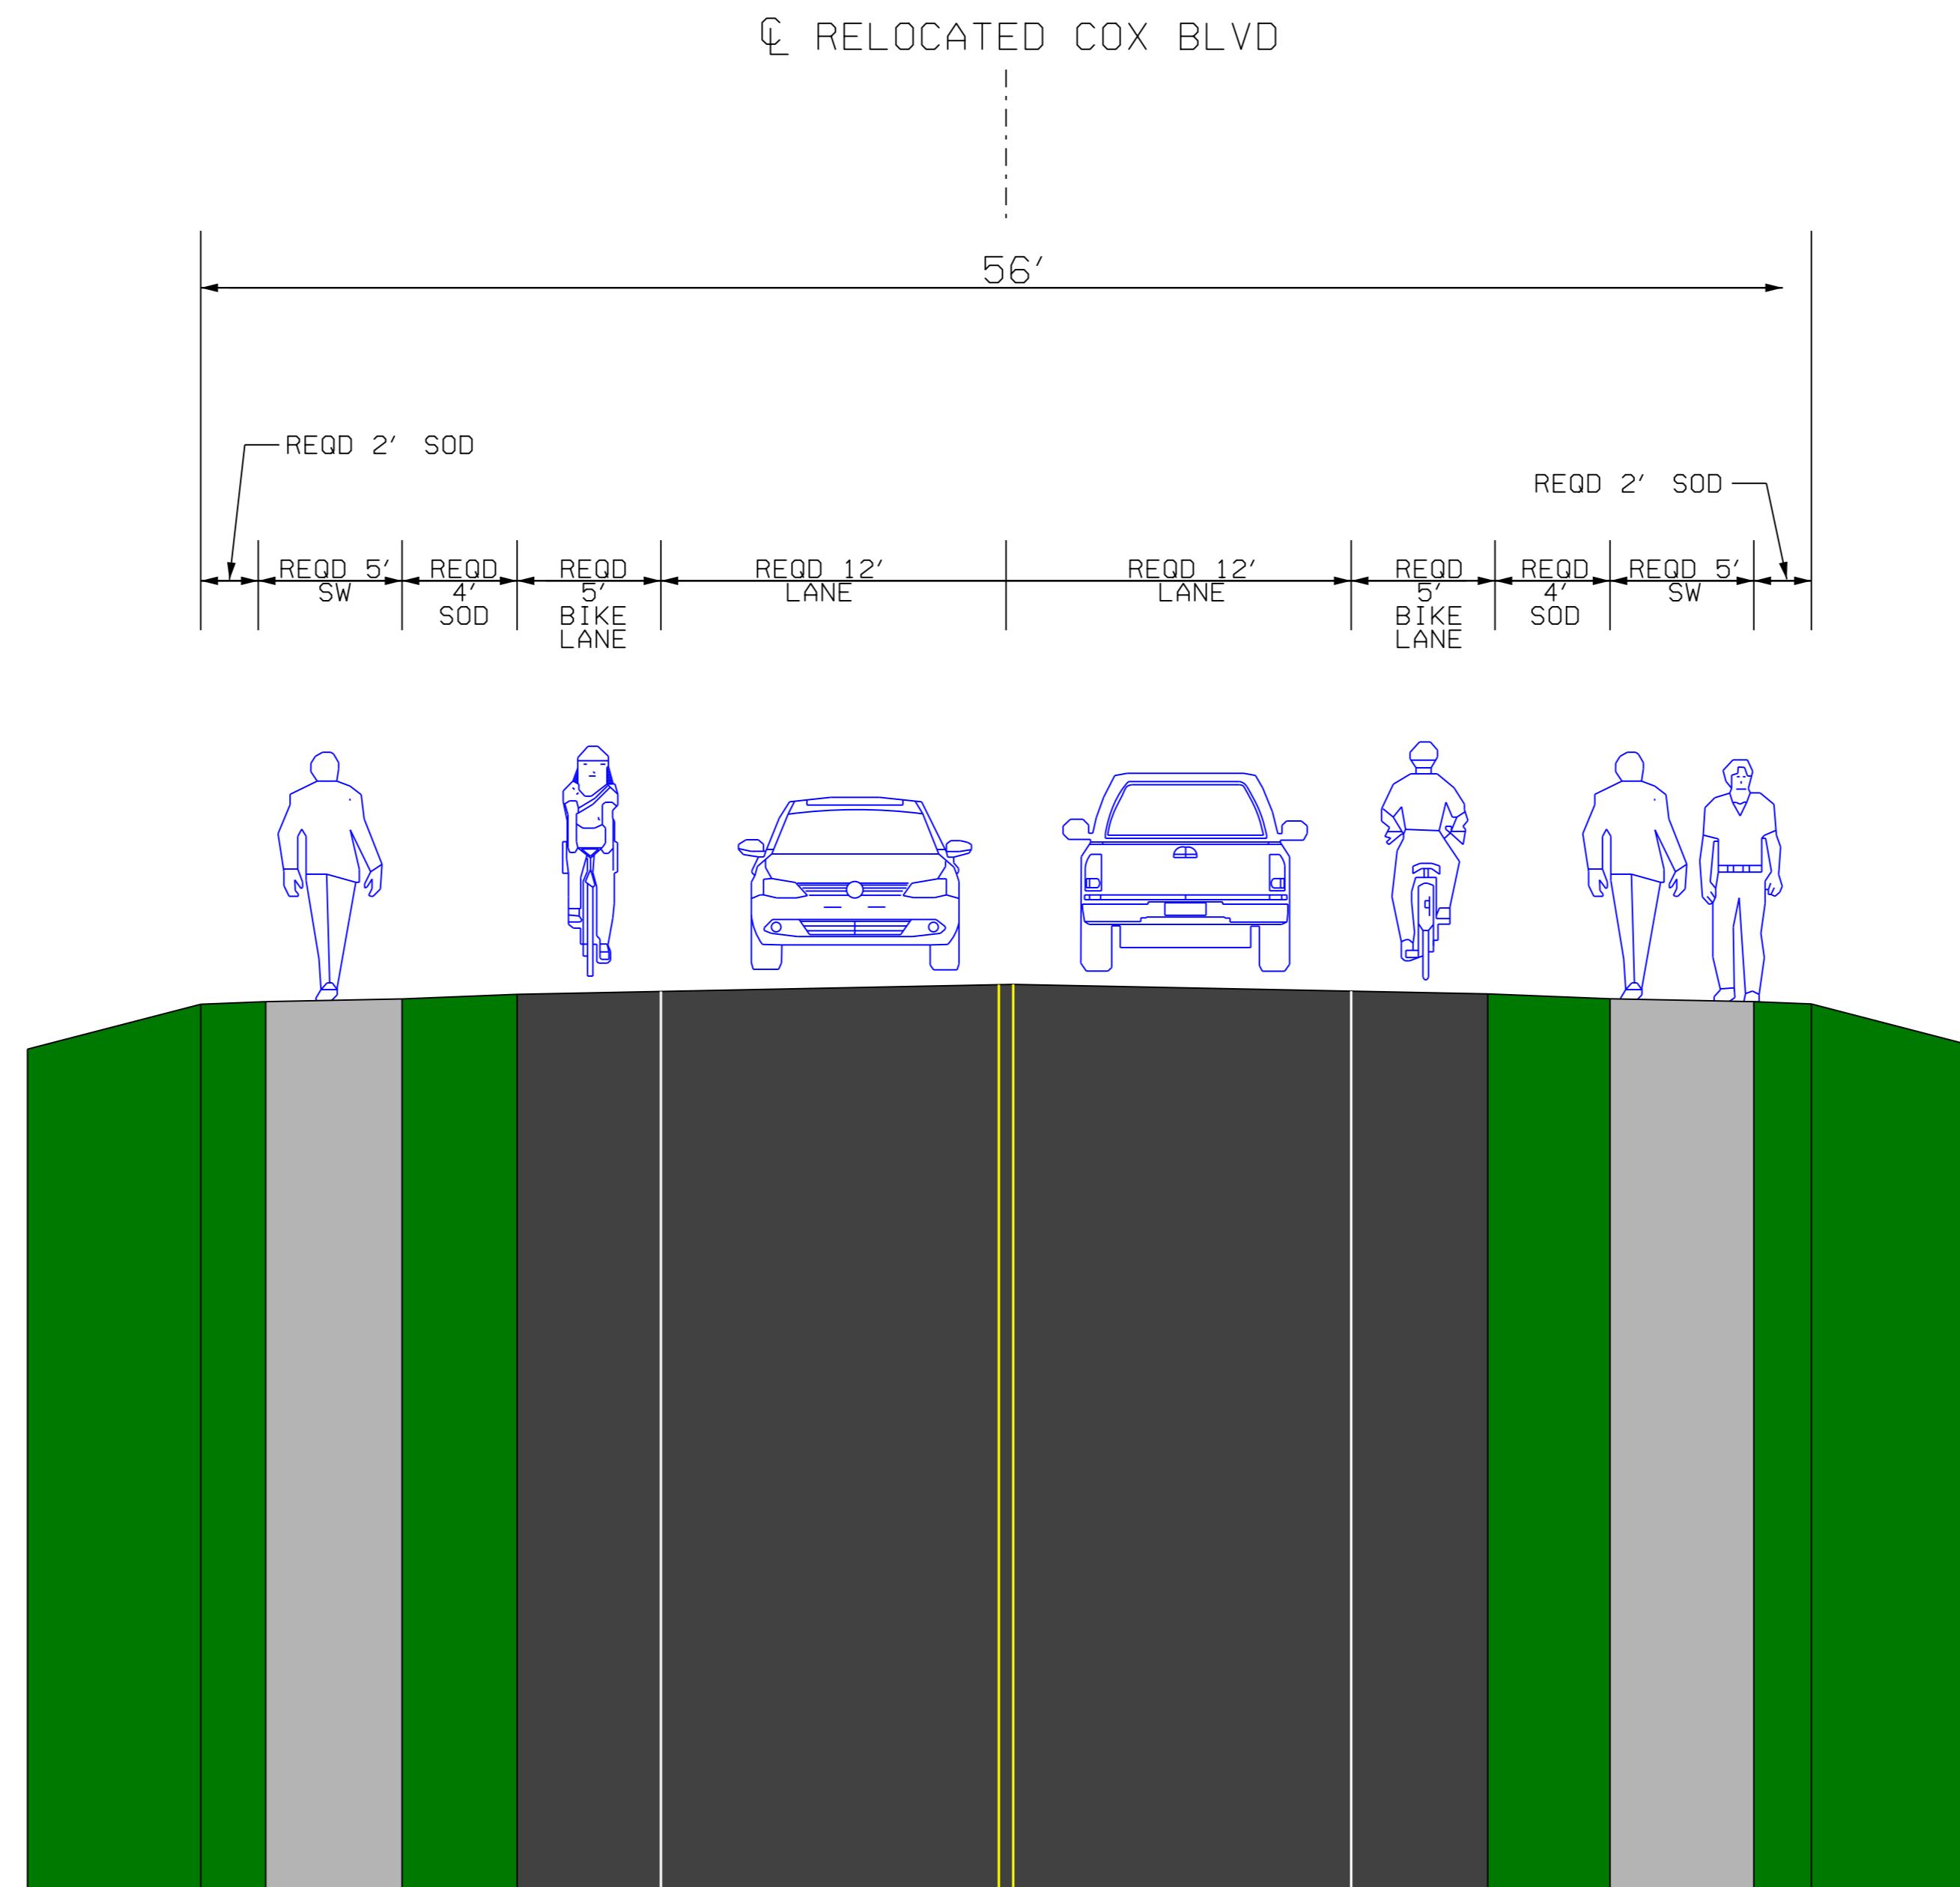 ℄ RELOCATED COX BLVD
56'
REQD 2' SOD
REQD 2' SOD
REQD 5'
SW
REQD
4'
SOD
REQD
5'
BIKE
LANE
REQD 12'
LANE
REQD 12'
LANE
REQD
5'
BIKE
LANE
REQD
4'
SOD
REQD 5'
SW